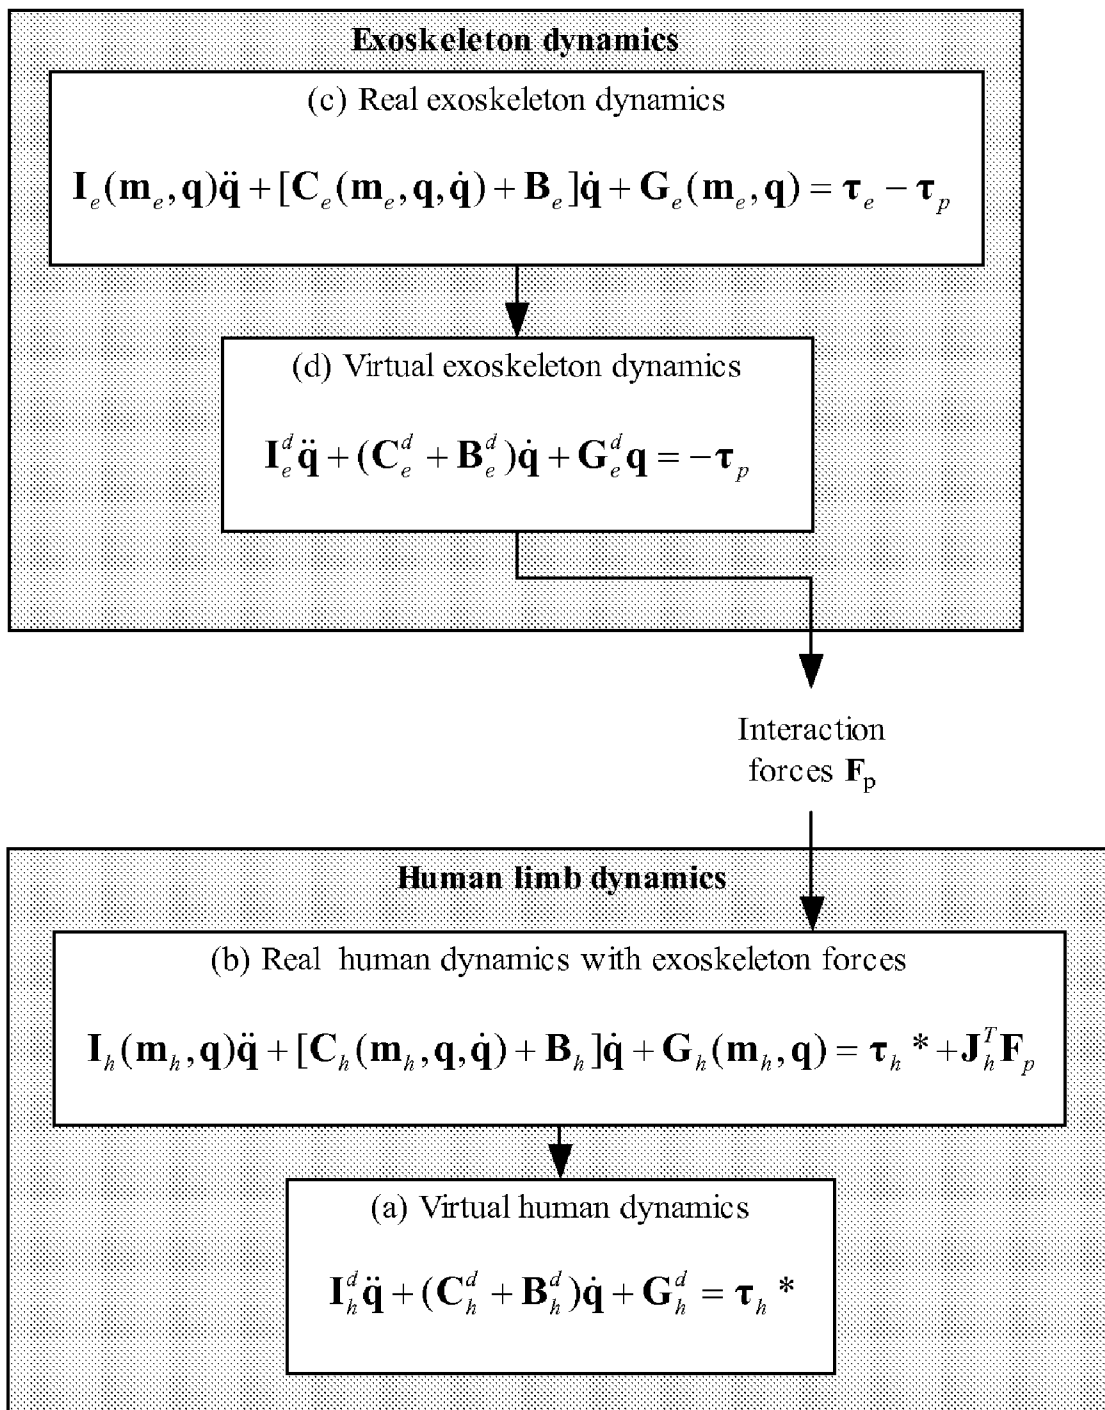 Exoskeleton dynamics
(c) Real exoskeleton dynamics
𝐈ₑ(𝐦ₑ, 𝐪)𝐪̈ + [𝐂ₑ(𝐦ₑ, 𝐪, 𝐪̇) + 𝐁ₑ]𝐪̇ + 𝐆ₑ(𝐦ₑ, 𝐪) = 𝛕ₑ − 𝛕ₚ
(d) Virtual exoskeleton dynamics
𝐈ₑᵈ𝐪̈ + (𝐂ₑᵈ + 𝐁ₑᵈ)𝐪̇ + 𝐆ₑᵈ𝐪 = −𝛕ₚ
Interaction
forces 𝐅ₚ
Human limb dynamics
(b) Real human dynamics with exoskeleton forces
𝐈ₕ(𝐦ₕ, 𝐪)𝐪̈ + [𝐂ₕ(𝐦ₕ, 𝐪, 𝐪̇) + 𝐁ₕ]𝐪̇ + 𝐆ₕ(𝐦ₕ, 𝐪) = 𝛕ₕ * + 𝐉ₕᵀ𝐅ₚ
(a) Virtual human dynamics
𝐈ₕᵈ𝐪̈ + (𝐂ₕᵈ + 𝐁ₕᵈ)𝐪̇ + 𝐆ₕᵈ = 𝛕ₕ *